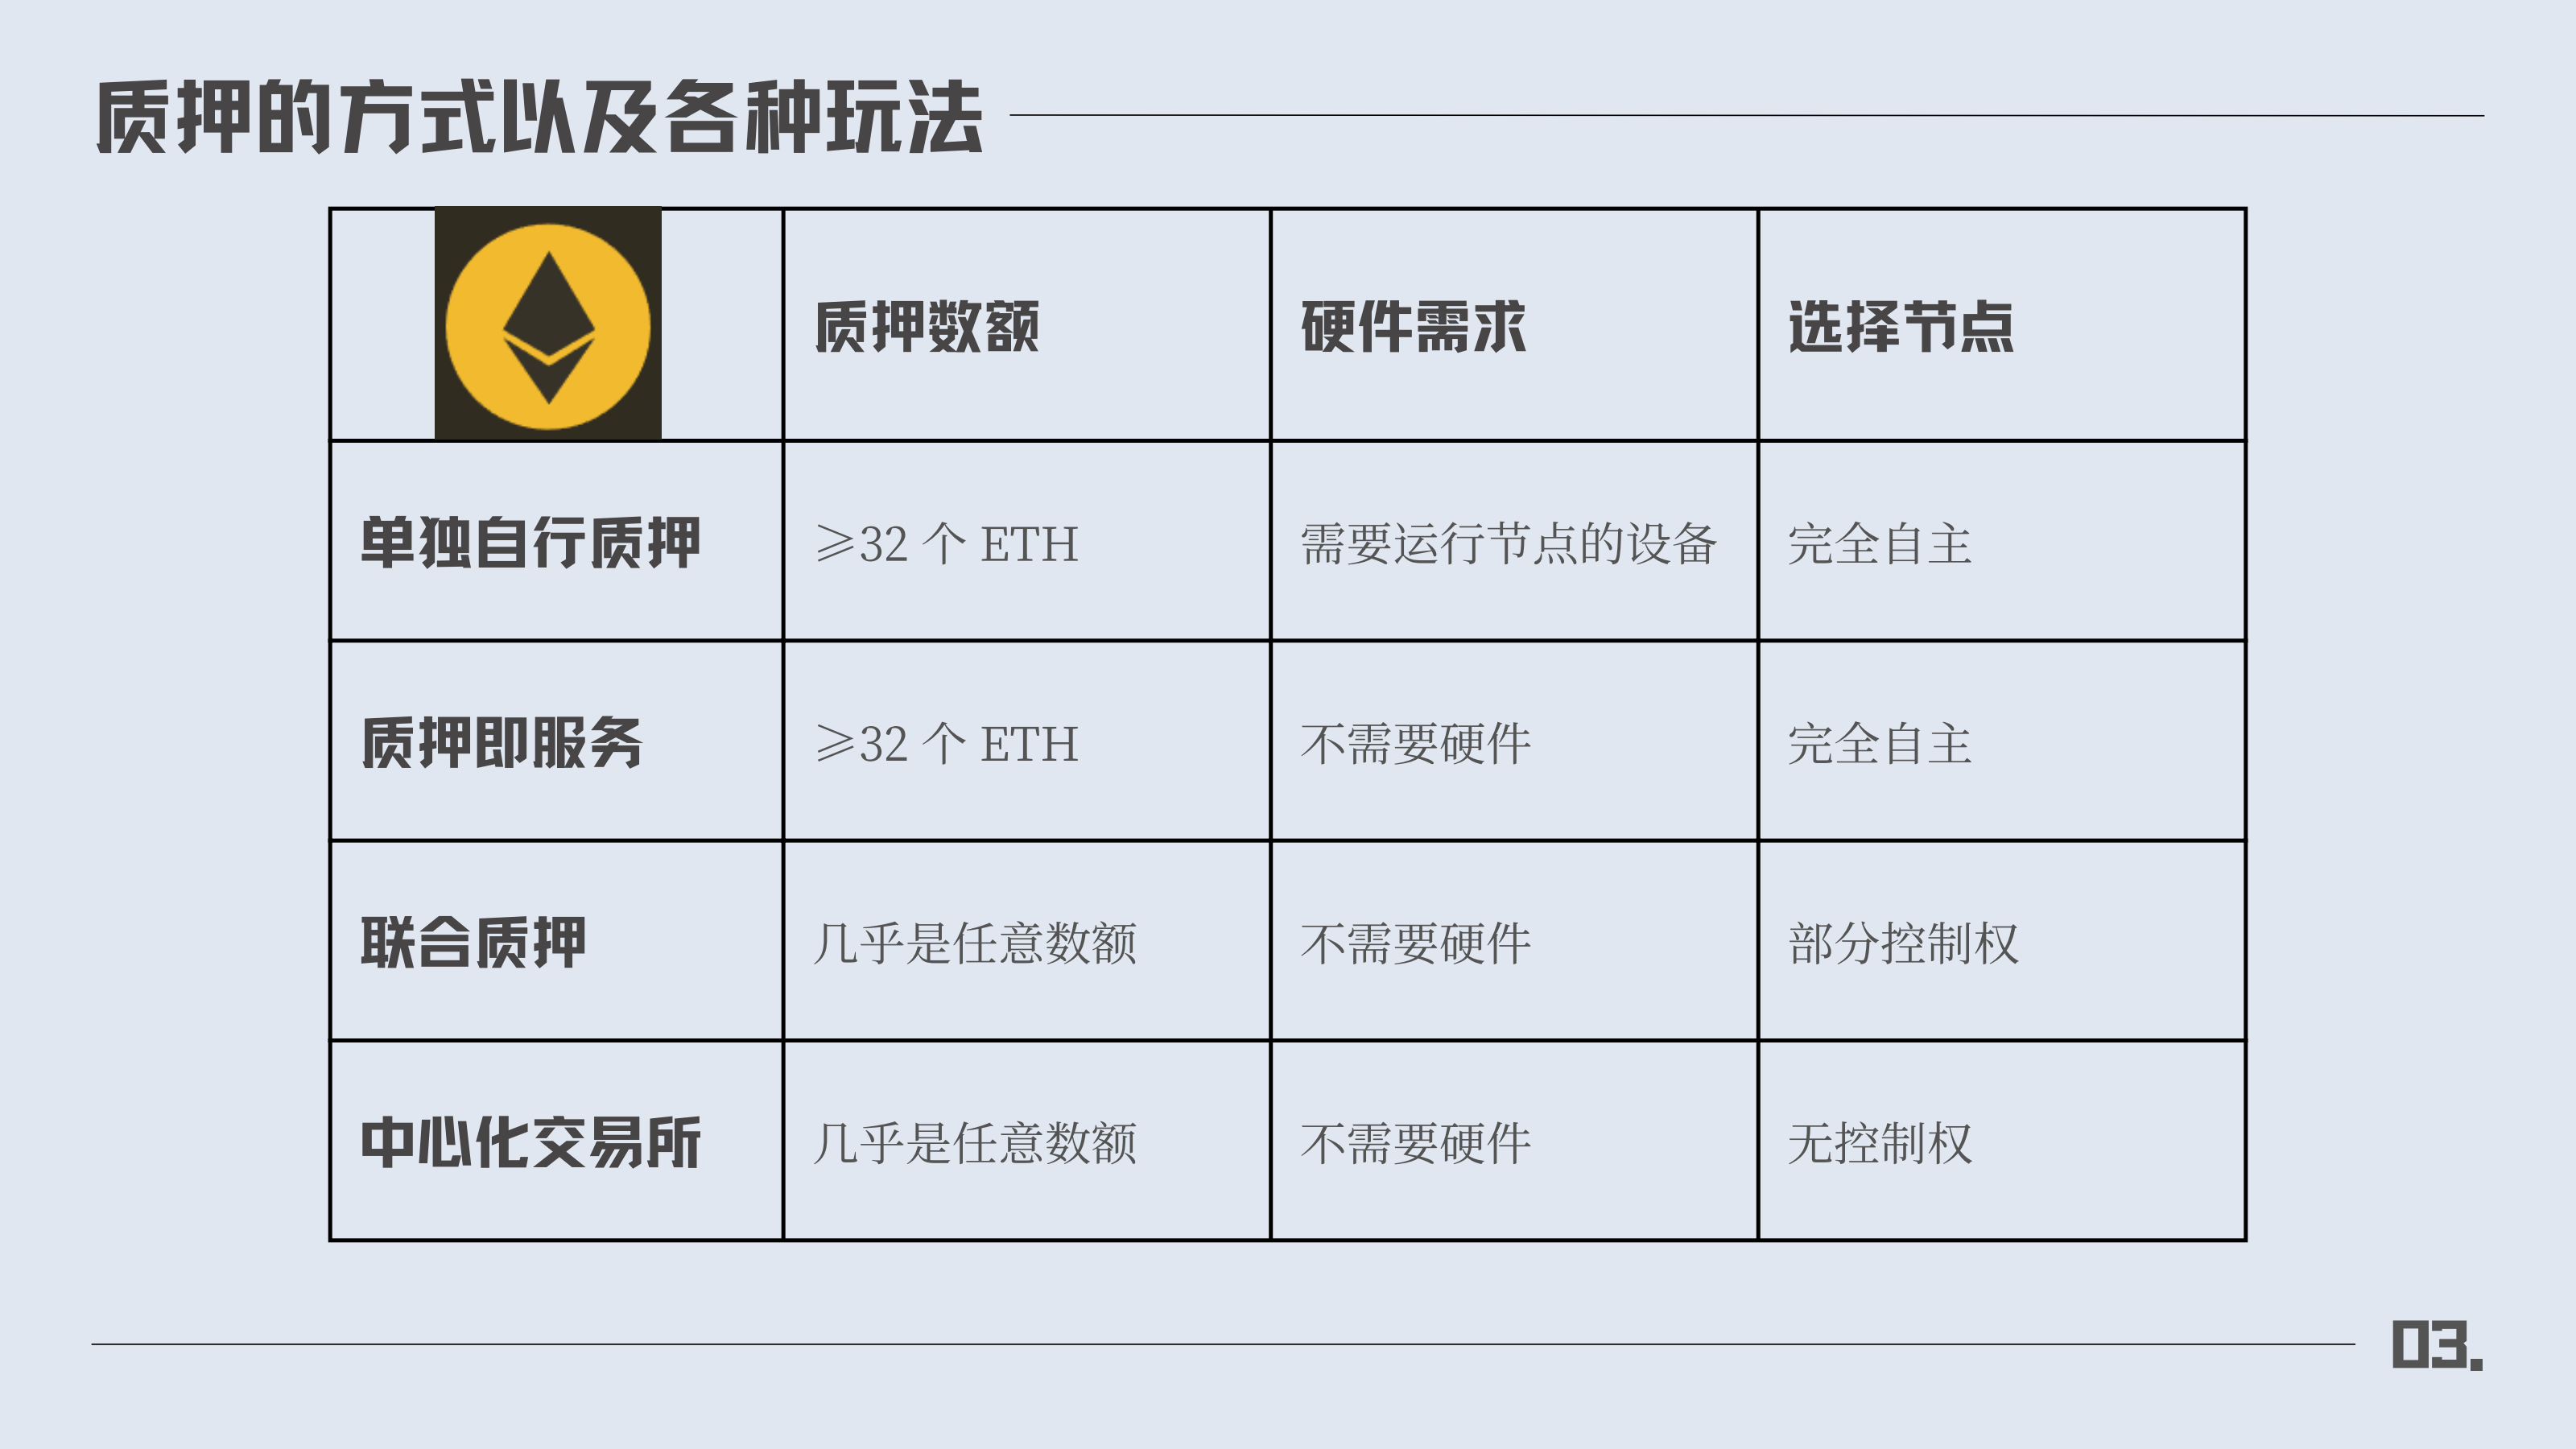 质押的方式以及各种玩法
质押数额 硬件需求 选择节点
单独自行质押 ⩾32 个 ETH 需要运行节点的设备 完全自主
质押即服务 ⩾32 个 ETH 不需要硬件 完全自主
联合质押 几乎是任意数额 不需要硬件 部分控制权
中心化交易所 几乎是任意数额 不需要硬件 无控制权
03.